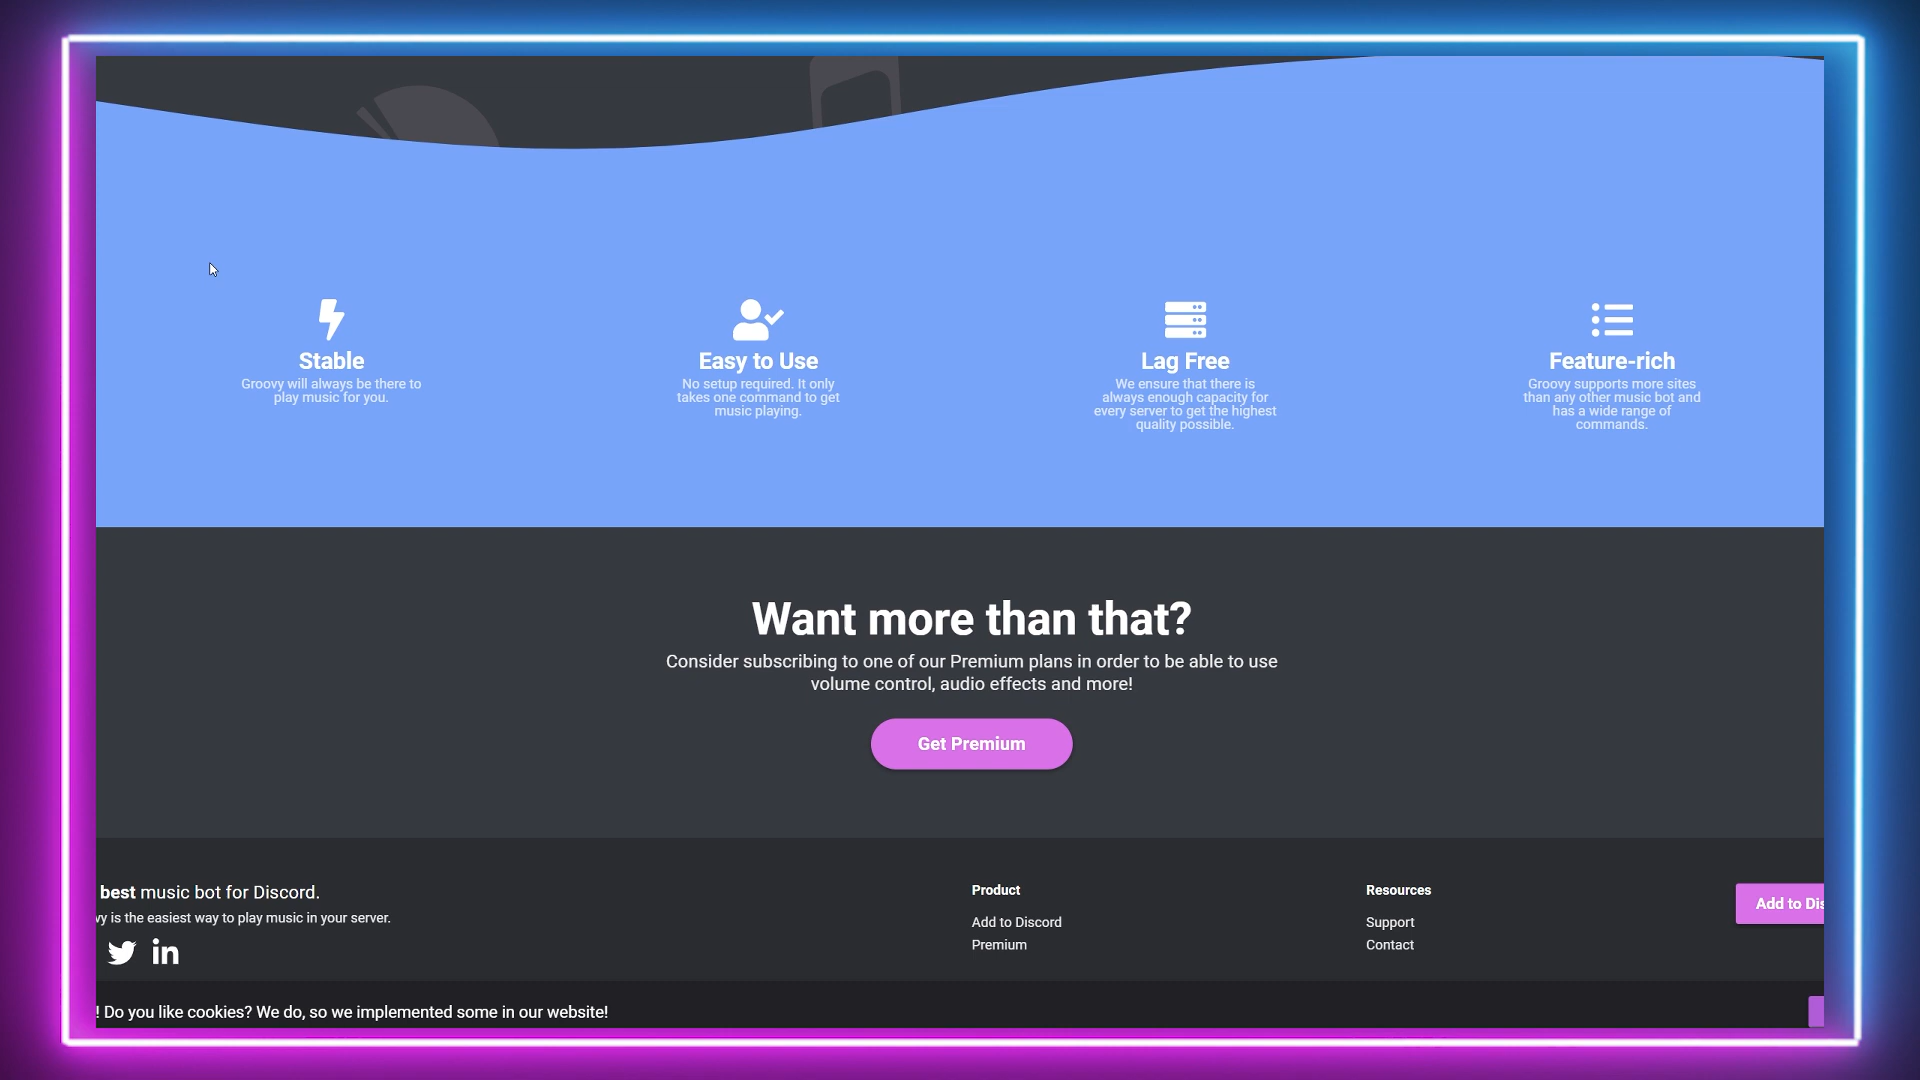 Stable
Groovy will always be there to
play music for you.
Easy to Use
No setup required. It only
takes one command to get
music playing.
Lag Free
We ensure that there is
always enough capacity for
every server to get the highest
quality possible.
Feature-rich
Groovy supports more sites
than any other music bot and
has a wide range of
commands.
Want more than that?
Consider subscribing to one of our Premium plans in order to be able to use
volume control, audio effects and more!
Get Premium
best music bot for Discord.
vy is the easiest way to play music in your server.
Product
Add to Discord
Premium
Resources
Support
Contact
Add to Dis
! Do you like cookies? We do, so we implemented some in our website!